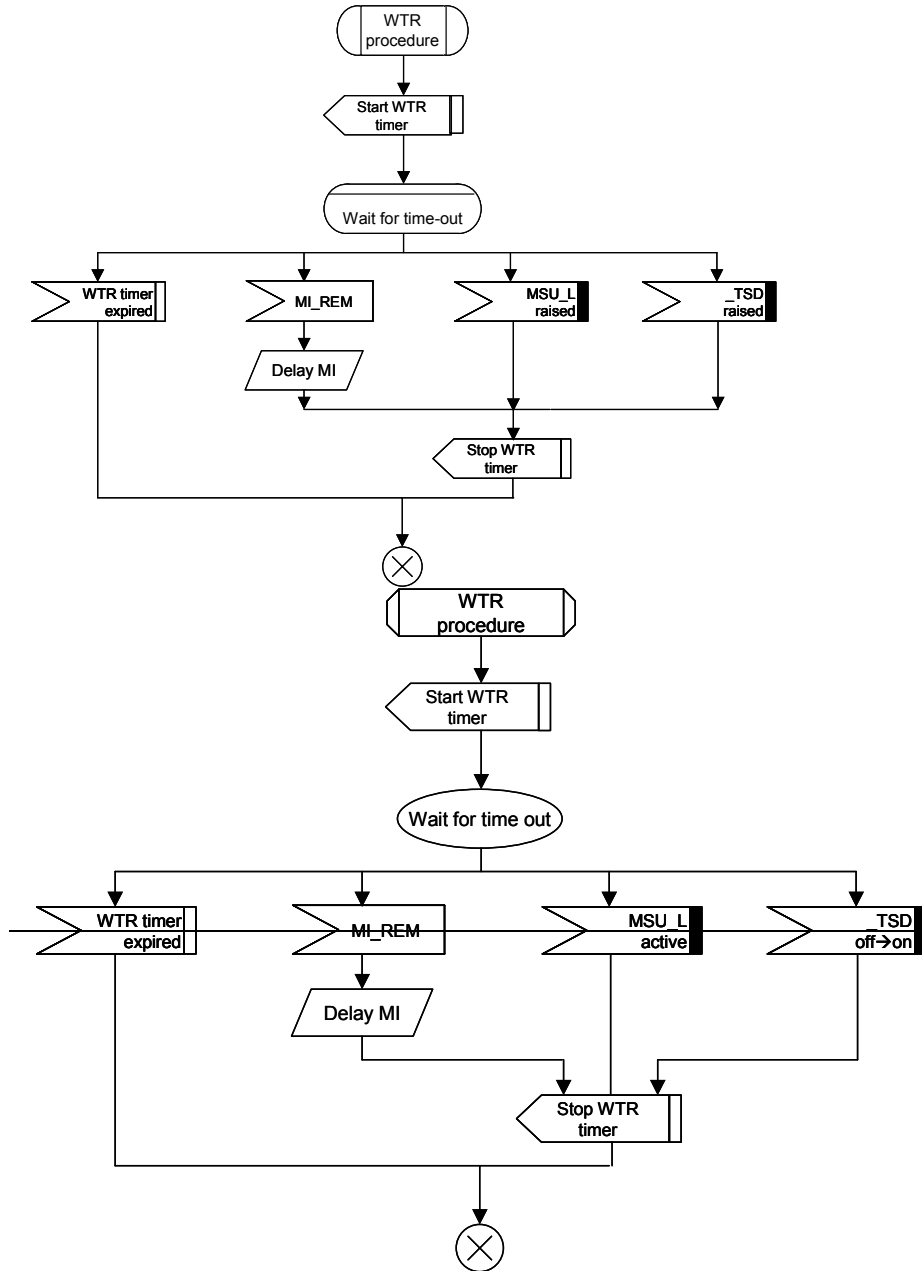 WTR
procedure
Start WTR
timer
Wait for time-out
WTR timer
expired
MI_REM
MSU_L
raised
_TSD
raised
Delay MI
Stop WTR
timer
WTR
procedure
Start WTR
timer
Wait for time out
WTR timer
expired
MI_REM
MSU_L
active
_TSD
off→on
Delay MI
Stop WTR
timer